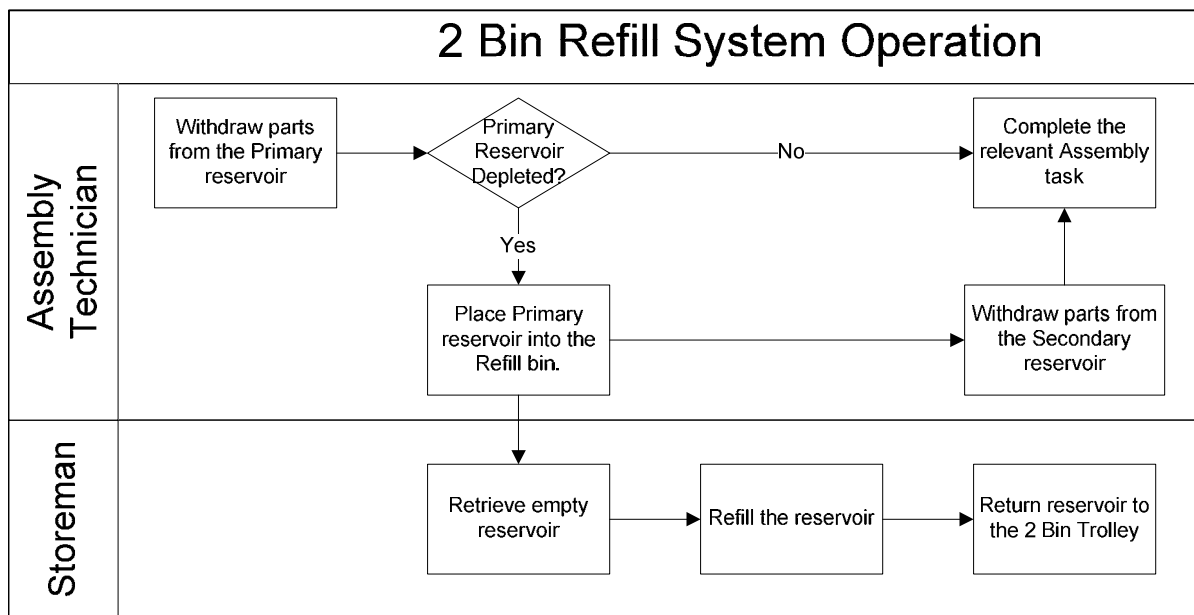 2 Bin Refill System Operation
Assembly
Technician
Withdraw parts
from the Primary
reservoir
Primary
Reservoir
Depleted?
No
Complete the
relevant Assembly
task
Yes
Place Primary
reservoir into the
Refill bin.
Withdraw parts from
the Secondary
reservoir
Storeman
Retrieve empty
reservoir
Refill the reservoir
Return reservoir to
the 2 Bin Trolley